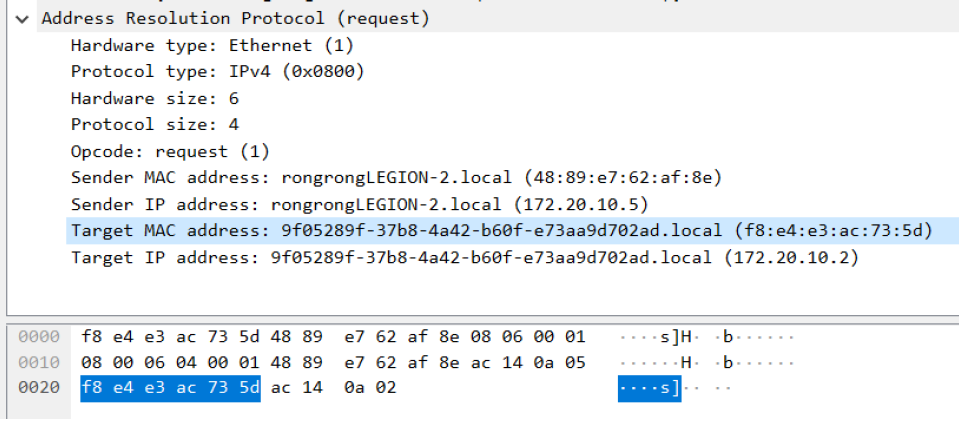 Address Resolution Protocol (request)
Hardware type: Ethernet (1)
Protocol type: IPv4 (0x0800)
Hardware size: 6
Protocol size: 4
Opcode: request (1)
Sender MAC address: rongrongLEGION-2.local (48:89:e7:62:af:8e)
Sender IP address: rongrongLEGION-2.local (172.20.10.5)
Target MAC address: 9f05289f-37b8-4a42-b60f-e73aa9d702ad.local (f8:e4:e3:ac:73:5d)
Target IP address: 9f05289f-37b8-4a42-b60f-e73aa9d702ad.local (172.20.10.2)
0000 f8 e4 e3 ac 73 5d 48 89 e7 62 af 8e 08 06 00 01 ····s]H· ·b······
0010 08 00 06 04 00 01 48 89 e7 62 af 8e ac 14 0a 05 ······H· ·b······
0020 f8 e4 e3 ac 73 5d ac 14 0a 02 ····s]·· ··